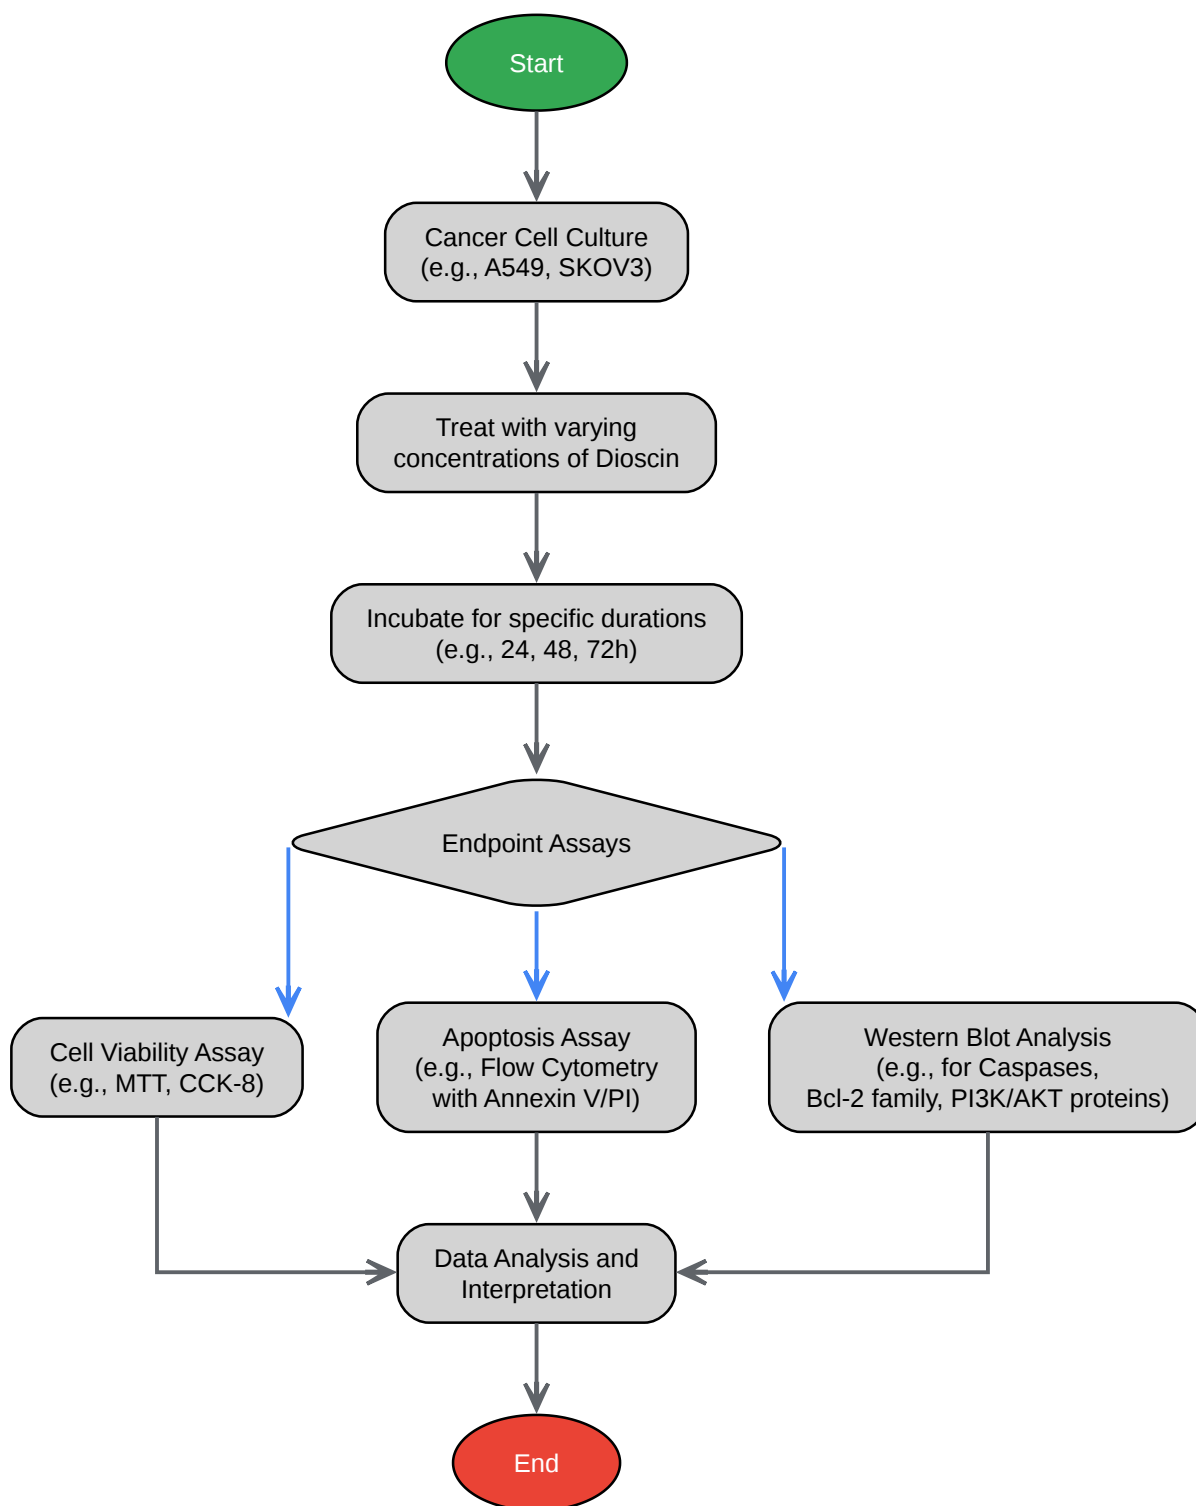 Start
Cancer Cell Culture
(e.g., A549, SKOV3)
Treat with varying
concentrations of Dioscin
Incubate for specific durations
(e.g., 24, 48, 72h)
Endpoint Assays
Cell Viability Assay
(e.g., MTT, CCK-8)
Apoptosis Assay
(e.g., Flow Cytometry
with Annexin V/PI)
Western Blot Analysis
(e.g., for Caspases,
Bcl-2 family, PI3K/AKT proteins)
Data Analysis and
Interpretation
End